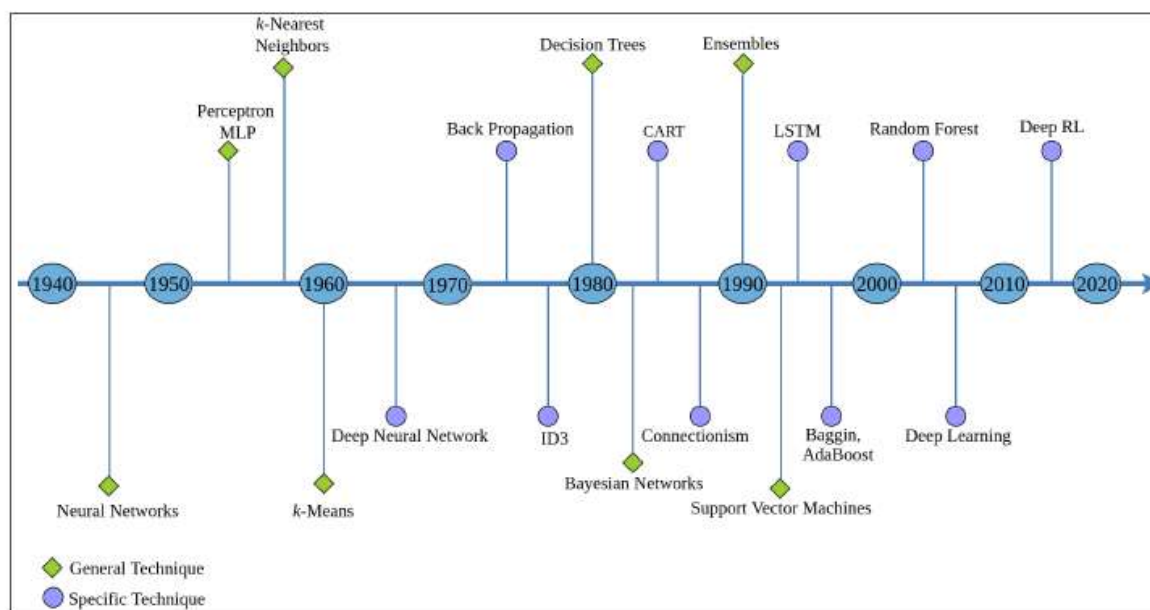 k-Nearest
Neighbors
Decision Trees
Ensembles
Perceptron
MLP
Back Propagation
CART
LSTM
Random Forest
Deep RL
1940
1950
1960
1970
1980
1990
2000
2010
2020
Deep Neural Network
ID3
Connectionism
Baggin,
AdaBoost
Deep Learning
Bayesian Networks
Neural Networks
k-Means
Support Vector Machines
General Technique
Specific Technique